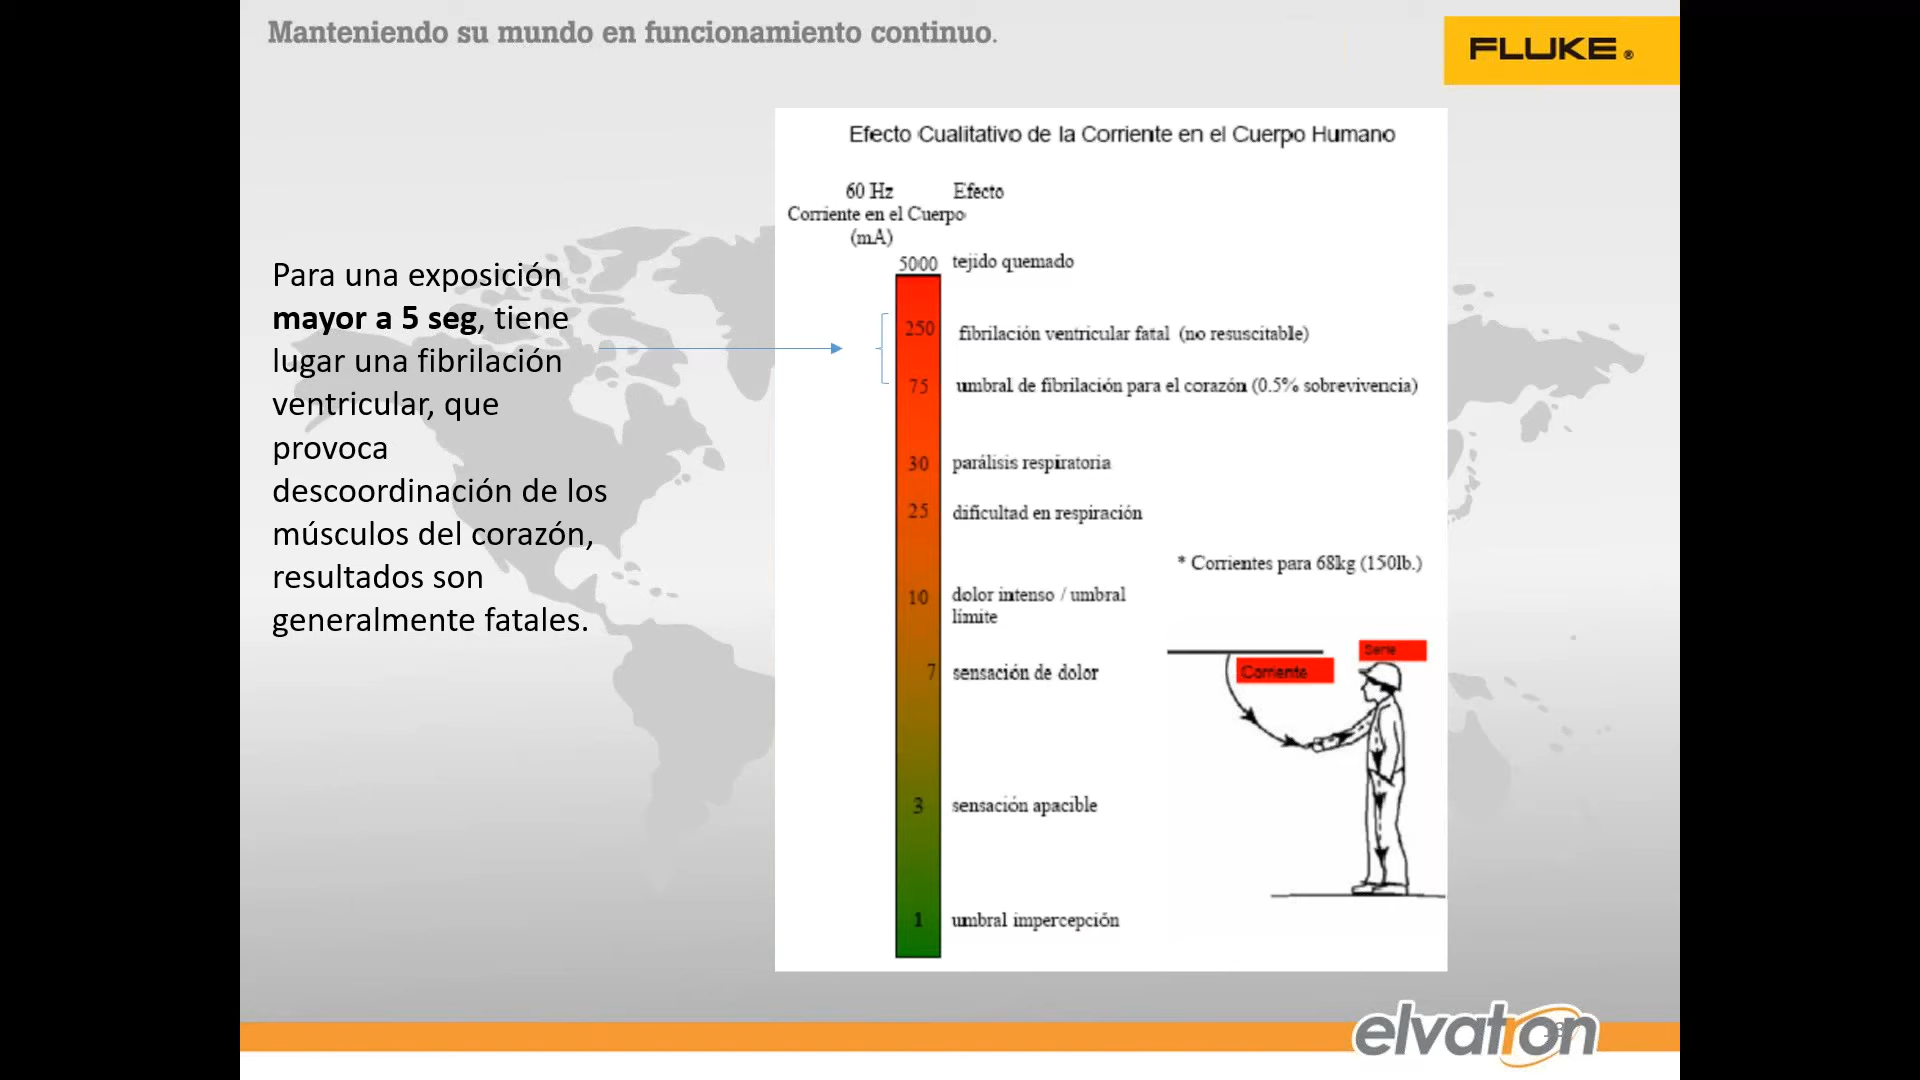 Manteniendo su mundo en funcionamiento continuo.
FLUKE®
Para una exposición
mayor a 5 seg, tiene
lugar una fibrilación
ventricular, que
provoca
descoordinación de los
músculos del corazón,
resultados son
generalmente fatales.
Efecto Cualitativo de la Corriente en el Cuerpo Humano
60 Hz Efecto
Corriente en el Cuerpo
(mA)
5000 tejido quemado
250 fibrilación ventricular fatal (no resuscitable)
75 umbral de fibrilación para el corazón (0.5% sobrevivencia)
30 parálisis respiratoria
25 dificultad en respiración
* Corrientes para 68kg (150lb.)
10 dolor intenso / umbral
límite
Serie
Corriente
7 sensación de dolor
3 sensación apacible
1 umbral impercepción
elvatron